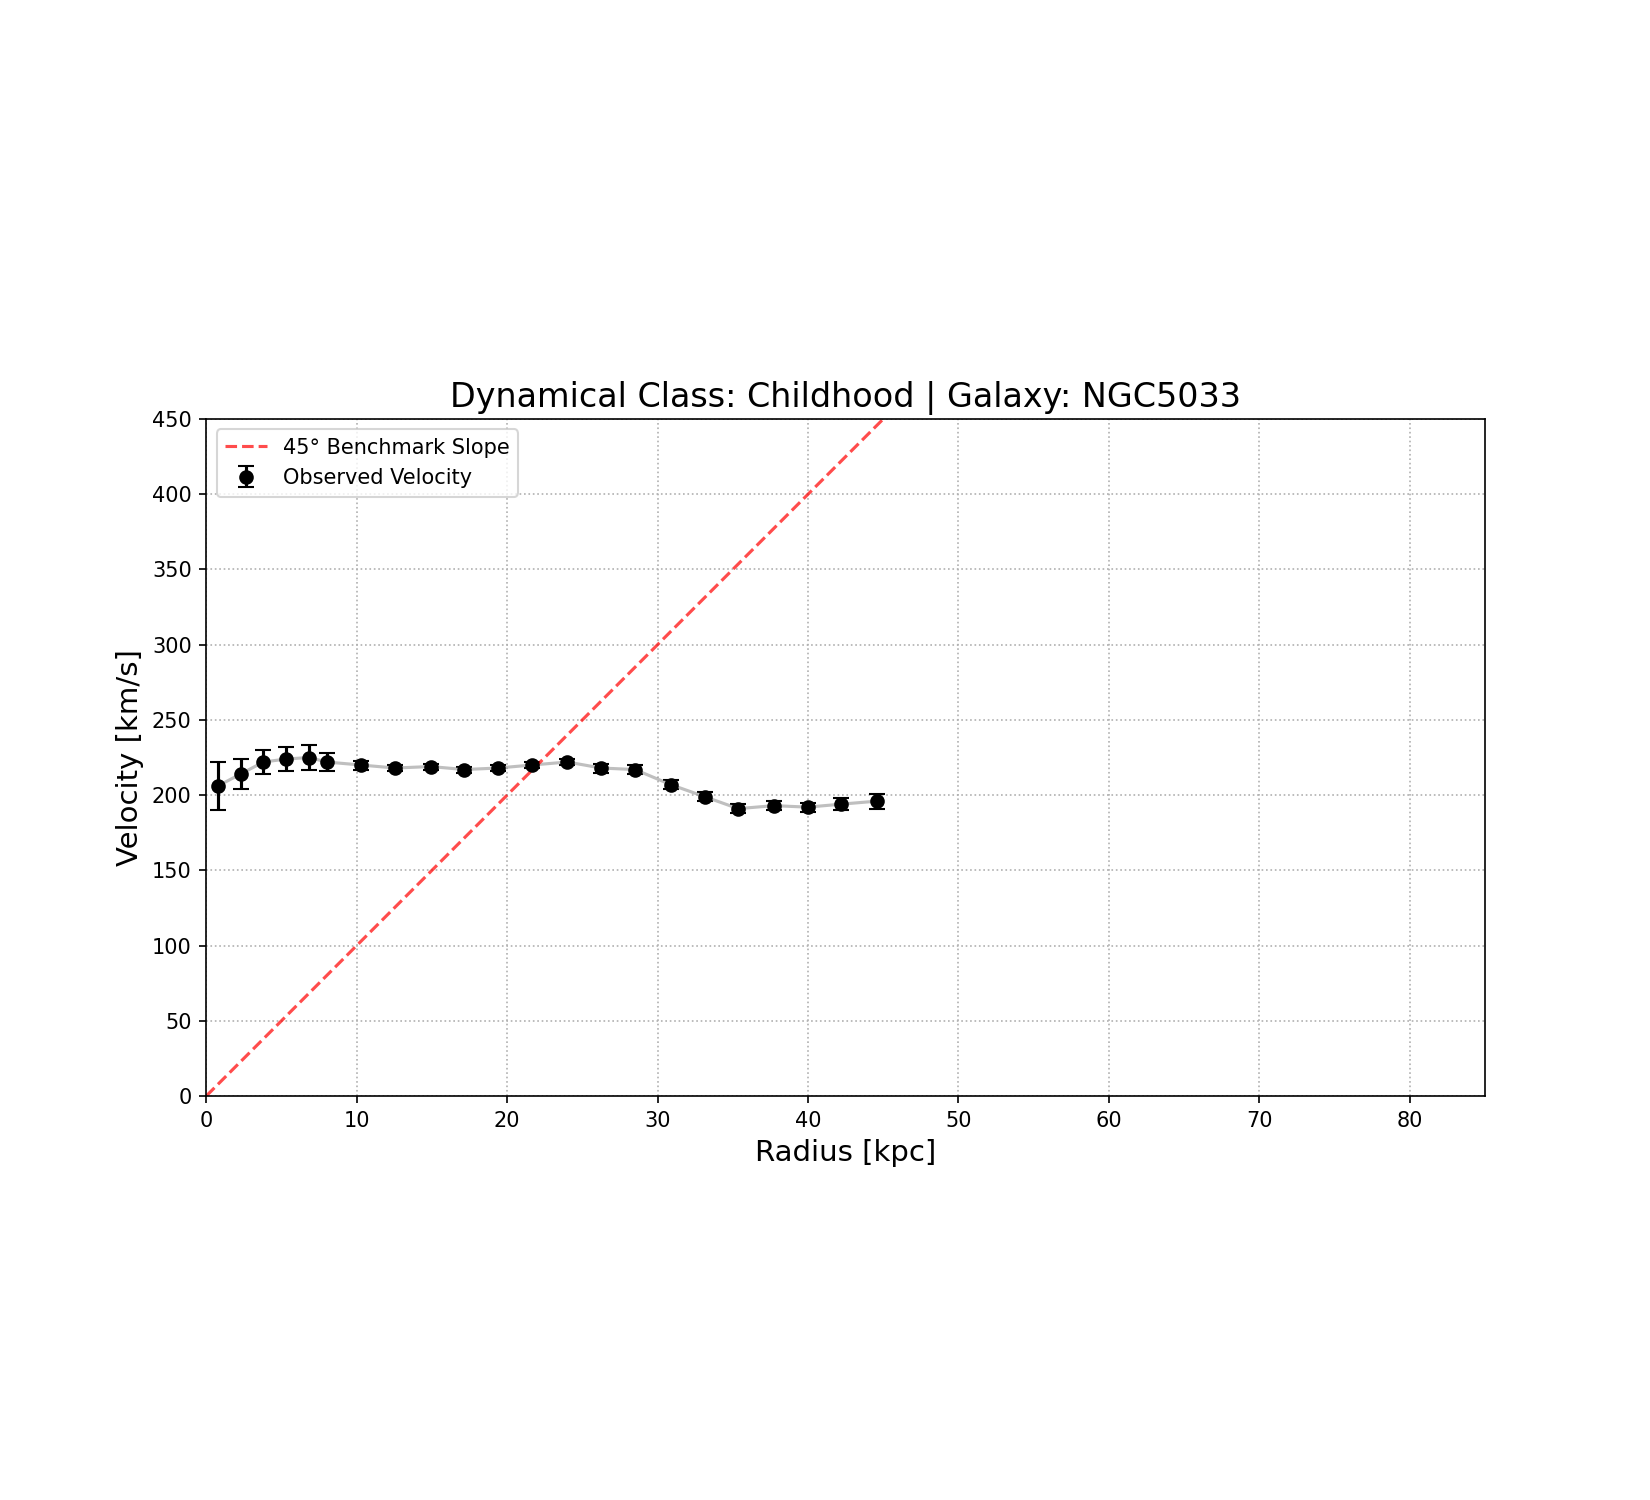 Dynamical Class: Childhood | Galaxy: NGC5033
45° Benchmark Slope
Observed Velocity
450
400
350
300
250
200
150
100
50
0
Velocity [km/s]
0 10 20 30 40 50 60 70 80
Radius [kpc]